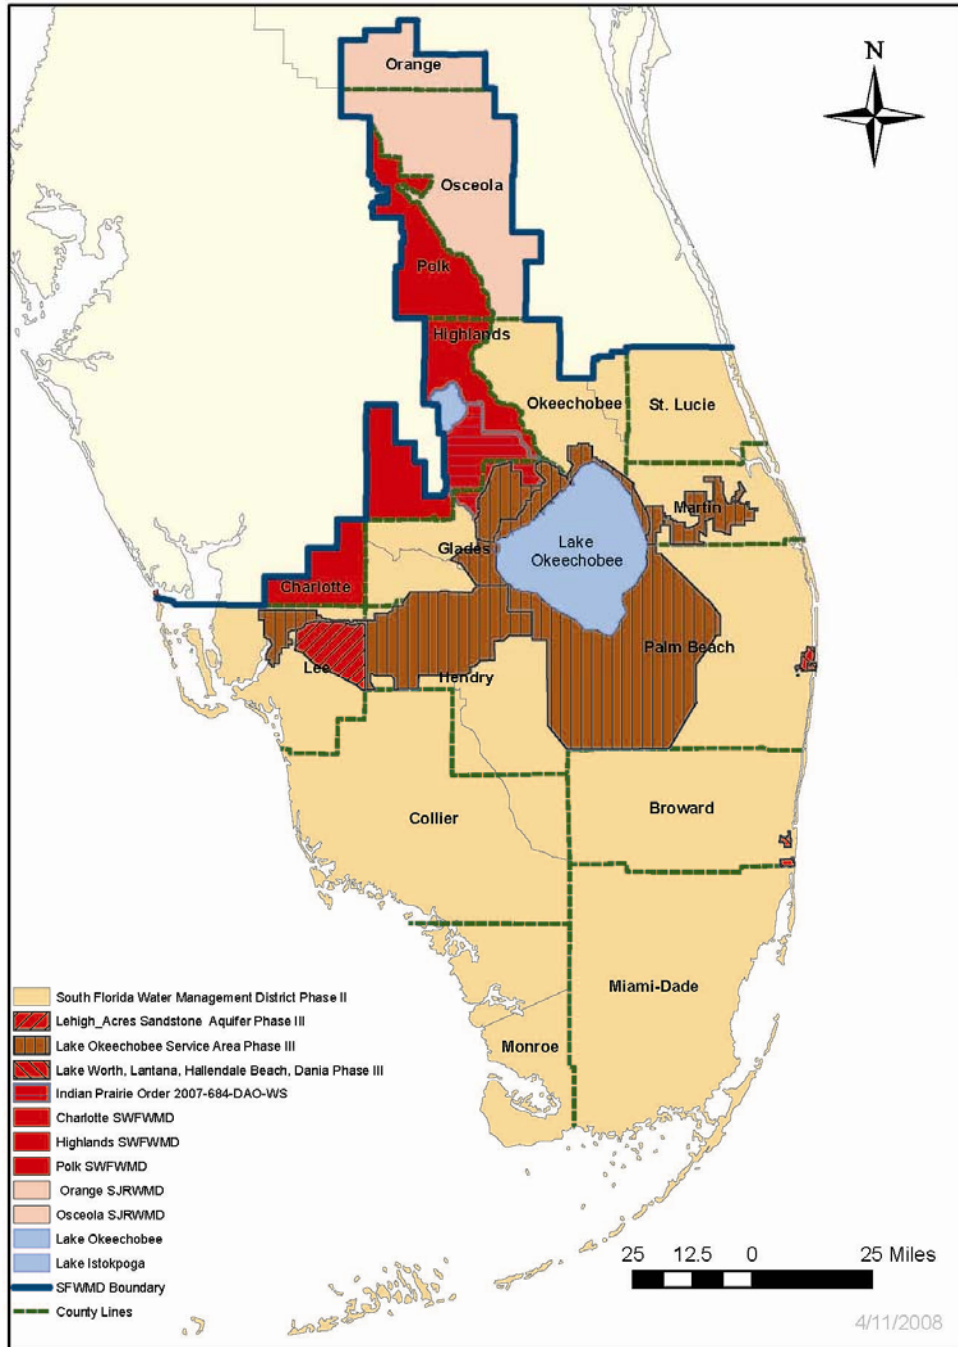 N
Orange
Osceola
Polk
Highlands
Okeechobee
St. Lucie
Martin
Glades
Lake
Okeechobee
Charlotte
Palm Beach
Lee
Hendry
Broward
Collier
Miami-Dade
Monroe
South Florida Water Management District Phase II
Lehigh_Acres Sandstone Aquifer Phase III
Lake Okeechobee Service Area Phase III
Lake Worth, Lantana, Hallendale Beach, Dania Phase III
Indian Prairie Order 2007-684-DAO-WS
Charlotte SWFWMD
Highlands SWFWMD
Polk SWFWMD
Orange SJRWMD
Osceola SJRWMD
Lake Okeechobee
Lake Istokpoga
SFWMD Boundary
County Lines
25 12.5 0 25 Miles
4/11/2008